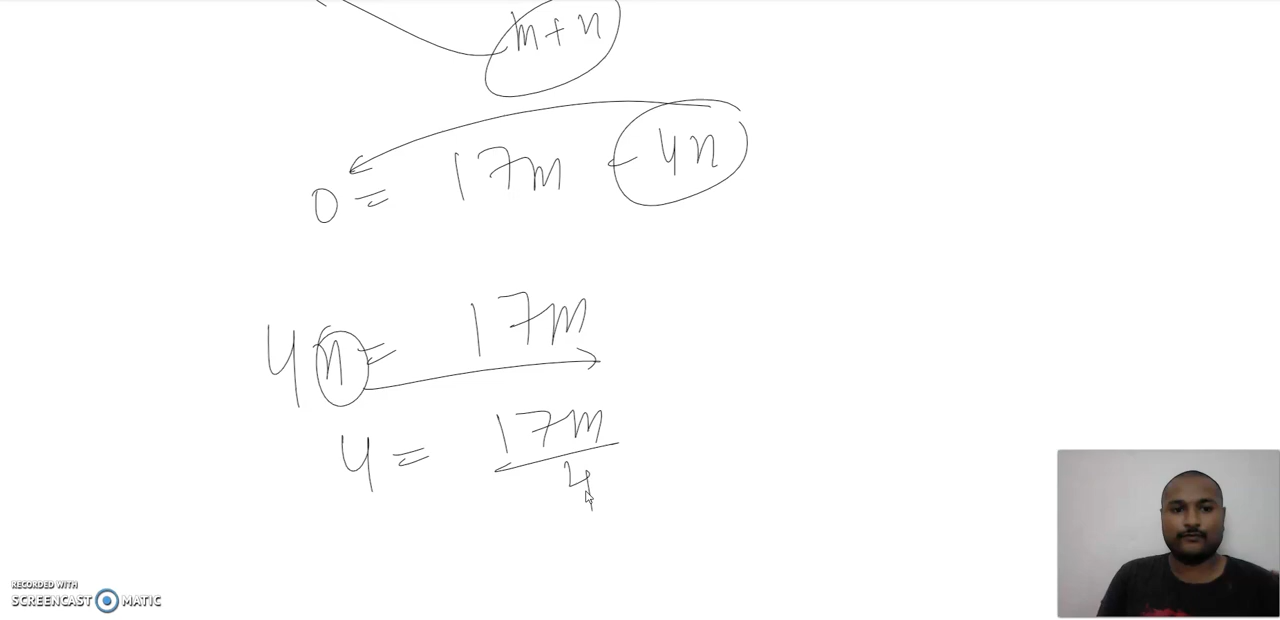 m + n
0 = 17m - 4n
4n = 17m
4 = 17m / 4
RECORDED WITH
SCREENCAST MATIC